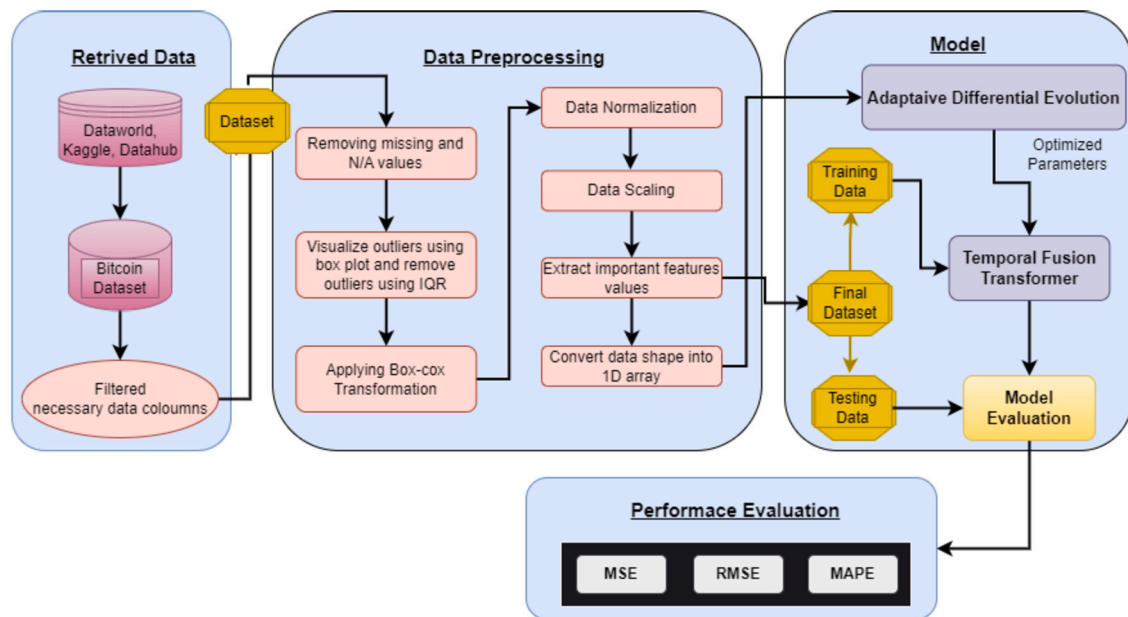 Retrived Data
Dataworld,
Kaggle, Datahub
Bitcoin
Dataset
Filtered
necessary data coloumns
Dataset
Data Preprocessing
Removing missing and
N/A values
Visualize outliers using
box plot and remove
outliers using IQR
Applying Box-cox
Transformation
Data Normalization
Data Scaling
Extract important features
values
Convert data shape into
1D array
Model
Adaptaive Differential Evolution
Optimized
Parameters
Training
Data
Temporal Fusion
Transformer
Final
Dataset
Testing
Data
Model
Evaluation
Performace Evaluation
MSE
RMSE
MAPE